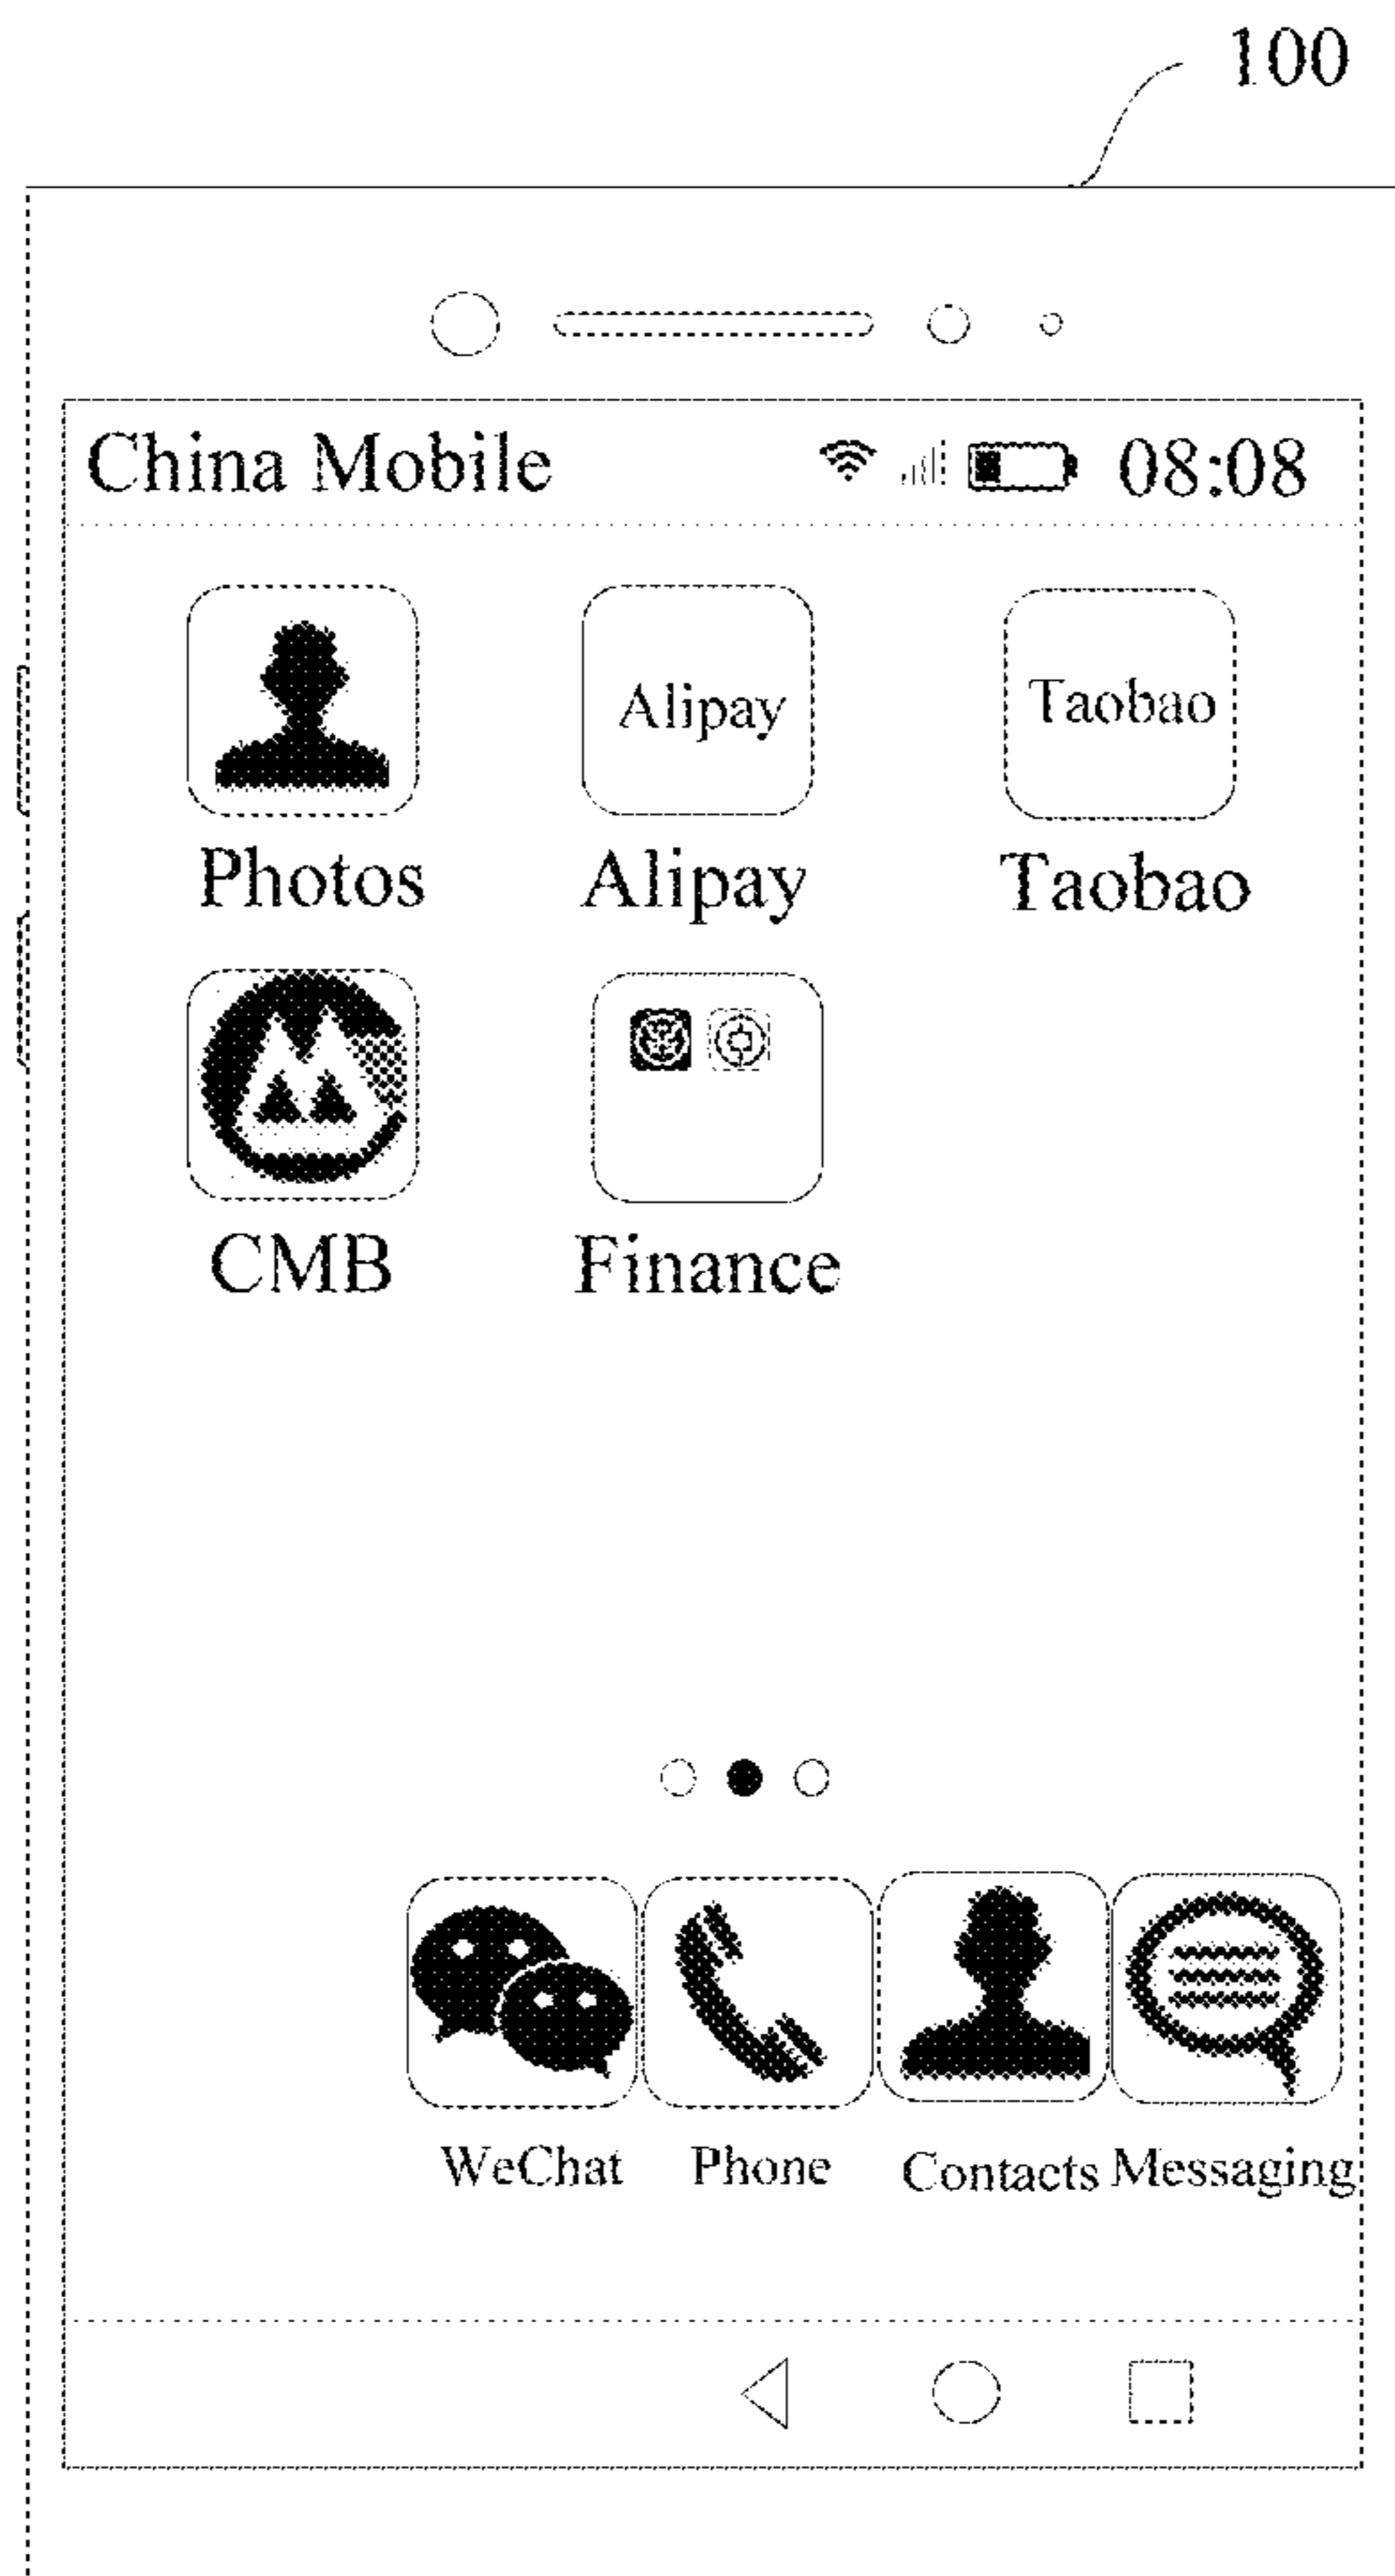 100
China Mobile 08:08
Alipay Taobao
Photos Alipay Taobao
CMB Finance
WeChat Phone Contacts Messaging